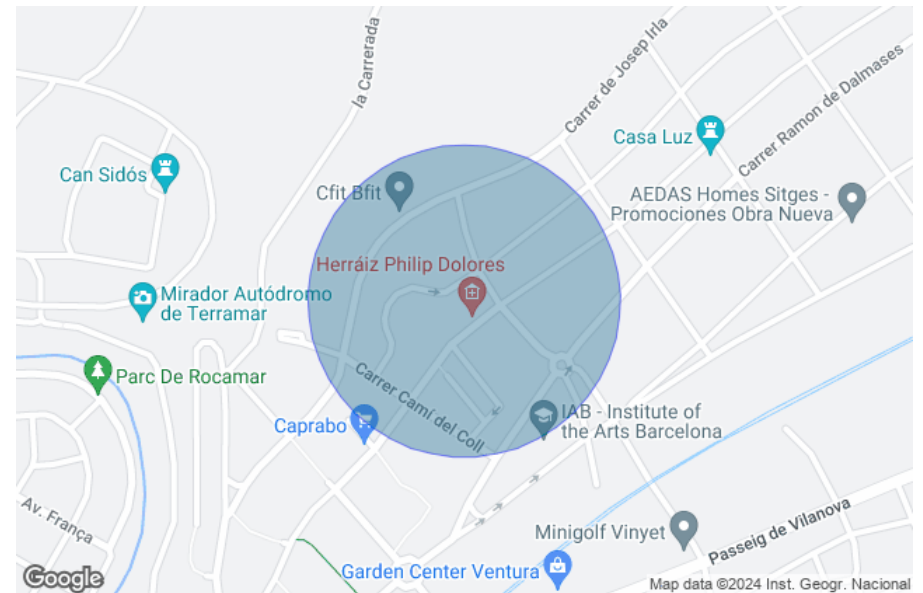 la Carrerada
Carrer de Josep Irla
Carrer Ramon de Dalmases
Casa Luz
Can Sidós
Cfit Bfit
AEDAS Homes Sitges -
Promociones Obra Nueva
Herráiz Philip Dolores
Mirador Autódromo
de Terramar
Parc De Rocamar
Carrer Camí del Coll
Caprabo
IAB - Institute of
the Arts Barcelona
Av. França
Minigolf Vinyet
Passeig de Vilanova
Garden Center Ventura
Google
Map data ©2024 Inst. Geogr. Nacional